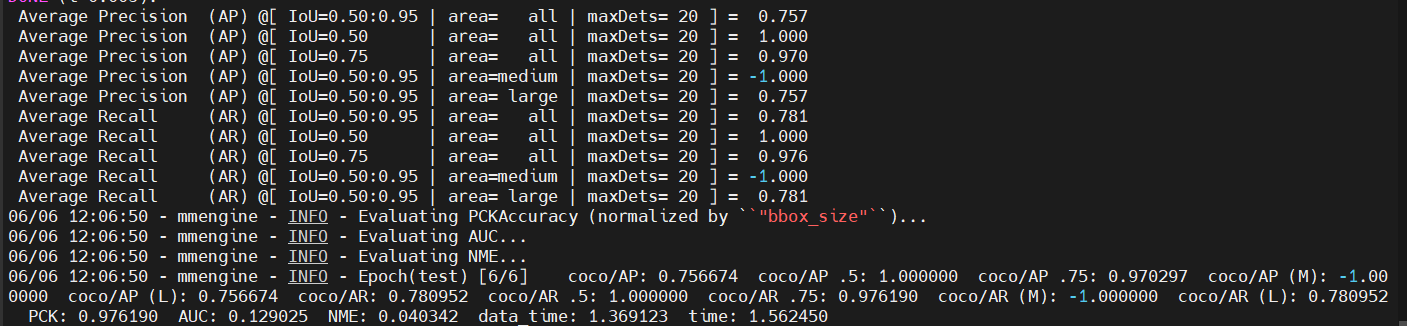 DONE (t=0.00s).
Average Precision  (AP) @[ IoU=0.50:0.95 | area=   all | maxDets= 20 ] =  0.757
Average Precision  (AP) @[ IoU=0.50      | area=   all | maxDets= 20 ] =  1.000
Average Precision  (AP) @[ IoU=0.75      | area=   all | maxDets= 20 ] =  0.970
Average Precision  (AP) @[ IoU=0.50:0.95 | area=medium | maxDets= 20 ] = -1.000
Average Precision  (AP) @[ IoU=0.50:0.95 | area= large | maxDets= 20 ] =  0.757
Average Recall     (AR) @[ IoU=0.50:0.95 | area=   all | maxDets= 20 ] =  0.781
Average Recall     (AR) @[ IoU=0.50      | area=   all | maxDets= 20 ] =  1.000
Average Recall     (AR) @[ IoU=0.75      | area=   all | maxDets= 20 ] =  0.976
Average Recall     (AR) @[ IoU=0.50:0.95 | area=medium | maxDets= 20 ] = -1.000
Average Recall     (AR) @[ IoU=0.50:0.95 | area= large | maxDets= 20 ] =  0.781
06/06 12:06:50 - mmengine - INFO - Evaluating PCKAccuracy (normalized by ``"bbox_size"``)...
06/06 12:06:50 - mmengine - INFO - Evaluating AUC...
06/06 12:06:50 - mmengine - INFO - Evaluating NME...
06/06 12:06:50 - mmengine - INFO - Epoch(test) [6/6]    coco/AP: 0.756674  coco/AP .5: 1.000000  coco/AP .75: 0.970297  coco/AP (M): -1.00
0000  coco/AP (L): 0.756674  coco/AR: 0.780952  coco/AR .5: 1.000000  coco/AR .75: 0.976190  coco/AR (M): -1.000000  coco/AR (L): 0.780952
PCK: 0.976190  AUC: 0.129025  NME: 0.040342  data_time: 1.369123  time: 1.562450